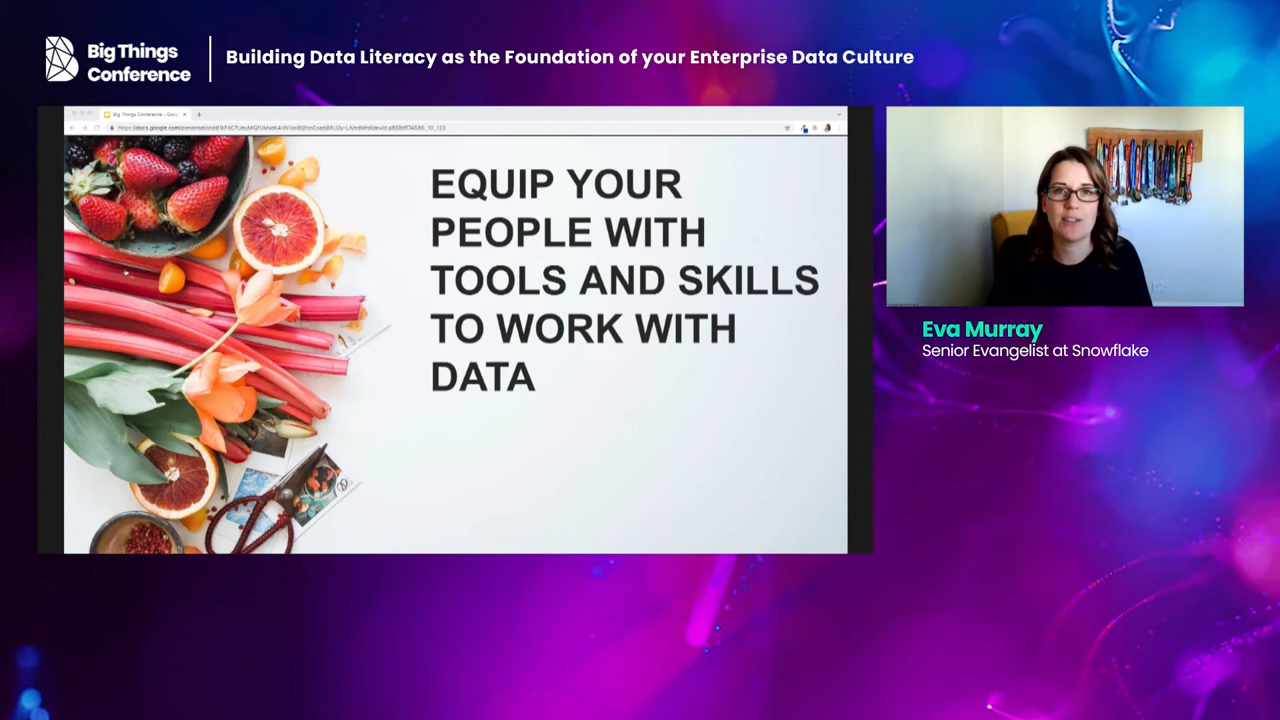 Big Things
Conference
Building Data Literacy as the Foundation of your Enterprise Data Culture
EQUIP YOUR
PEOPLE WITH
TOOLS AND SKILLS
TO WORK WITH
DATA
Eva Murray
Senior Evangelist at Snowflake